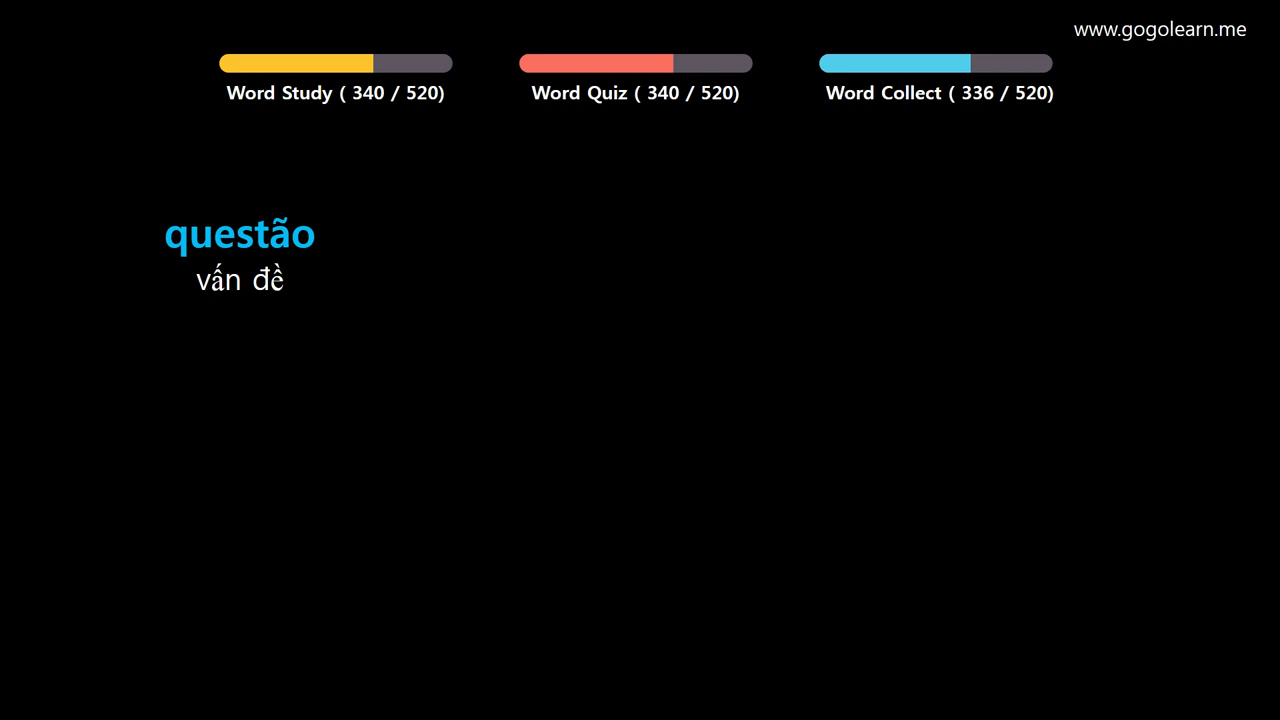 www.gogolearn.me
Word Study ( 340 / 520)
Word Quiz ( 340 / 520)
Word Collect ( 336 / 520)
questão
vấn đề